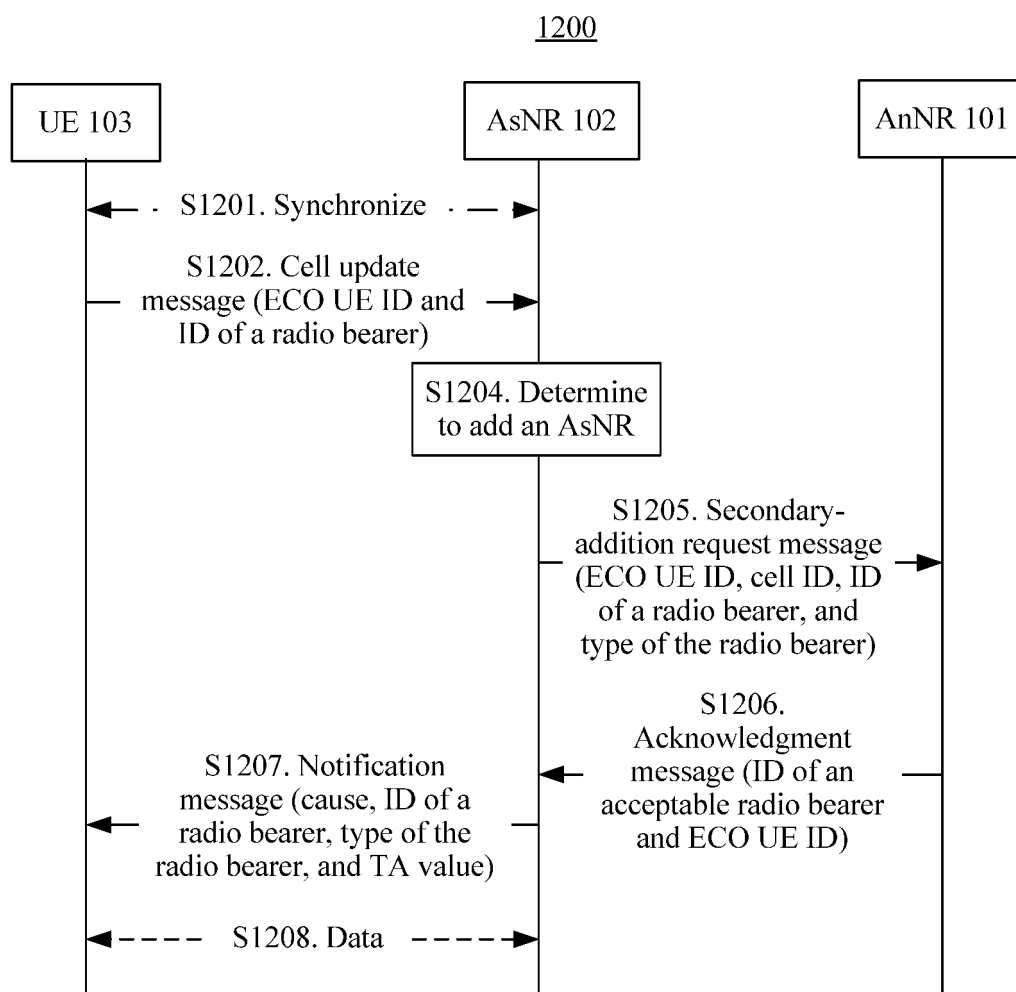 1200
UE 103
AsNR 102
AnNR 101
S1201. Synchronize
S1202. Cell update
message (ECO UE ID and
ID of a radio bearer)
S1204. Determine
to add an AsNR
S1205. Secondary-
addition request message
(ECO UE ID, cell ID, ID
of a radio bearer, and
type of the radio bearer)
S1206.
Acknowledgment
message (ID of an
acceptable radio bearer
and ECO UE ID)
S1207. Notification
message (cause, ID of a
radio bearer, type of the
radio bearer, and TA value)
S1208. Data